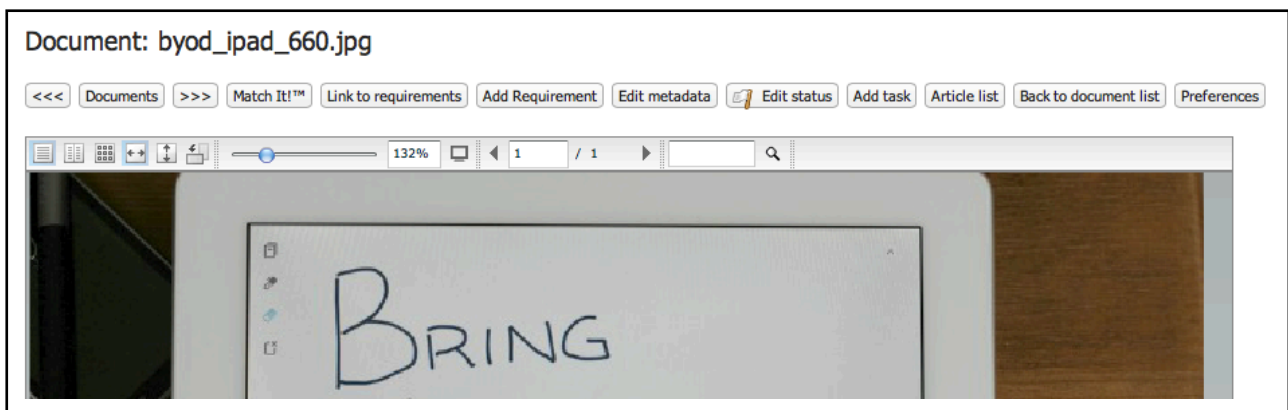 Document: byod_ipad_660.jpg
<<< Documents >>> Match It!™ Link to requirements Add Requirement Edit metadata Edit status Add task Article list Back to document list Preferences
132% 1 / 1
BRING